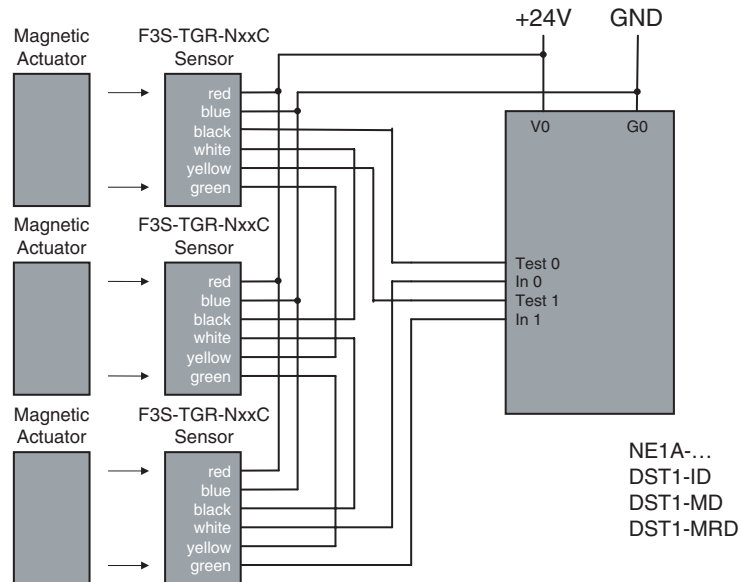 +24V GND
Magnetic
Actuator
F3S-TGR-NxxC
Sensor
red
blue
black
white
yellow
green
V0 G0
Magnetic
Actuator
F3S-TGR-NxxC
Sensor
red
blue
black
white
yellow
green
Test 0
In 0
Test 1
In 1
Magnetic
Actuator
F3S-TGR-NxxC
Sensor
red
blue
black
white
yellow
green
NE1A-...
DST1-ID
DST1-MD
DST1-MRD